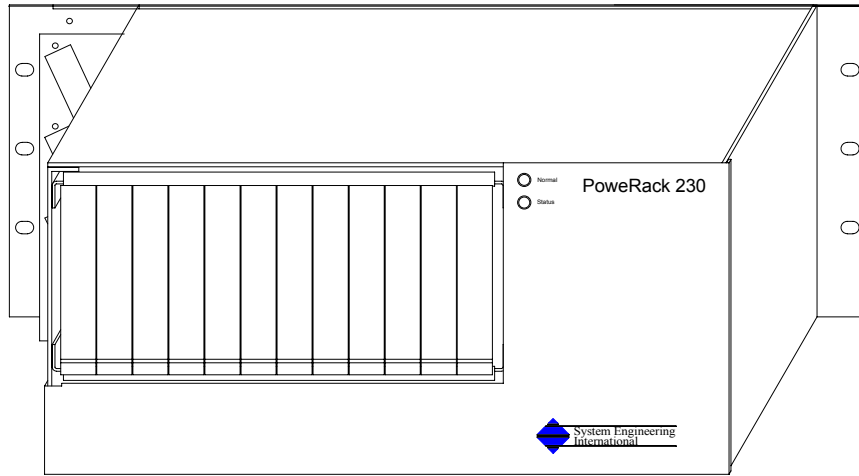 Normal
PoweRack 230
Status
System Engineering
International